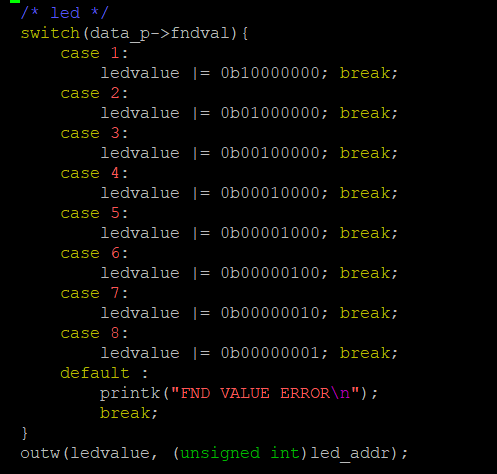 /* led */
switch(data_p->fndval){
    case 1:
        ledvalue |= 0b10000000; break;
    case 2:
        ledvalue |= 0b01000000; break;
    case 3:
        ledvalue |= 0b00100000; break;
    case 4:
        ledvalue |= 0b00010000; break;
    case 5:
        ledvalue |= 0b00001000; break;
    case 6:
        ledvalue |= 0b00000100; break;
    case 7:
        ledvalue |= 0b00000010; break;
    case 8:
        ledvalue |= 0b00000001; break;
    default :
        printk("FND VALUE ERROR\n");
        break;
}
outw(ledvalue, (unsigned int)led_addr);